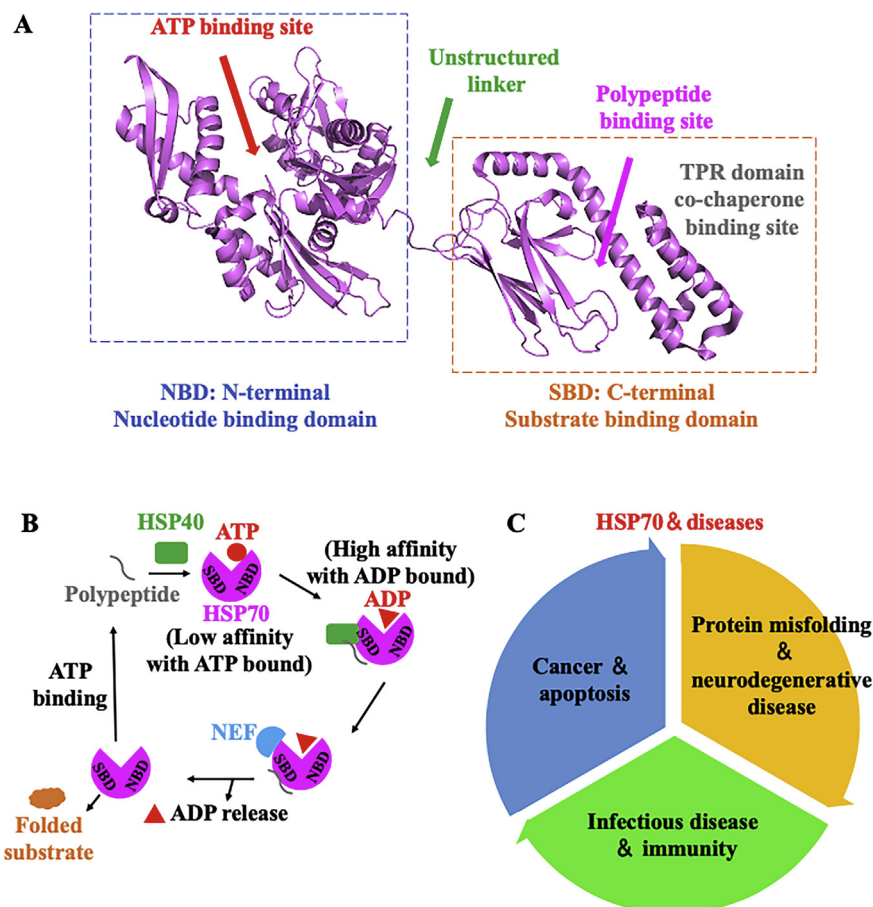 A
ATP binding site
Unstructured
linker
Polypeptide
binding site
TPR domain
co-chaperone
binding site
NBD: N-terminal
Nucleotide binding domain
SBD: C-terminal
Substrate binding domain
B
HSP40
ATP
SBD
NBD
Polypeptide
HSP70
(Low affinity
with ATP bound)
(High affinity
with ADP bound)
ADP
SBD
NBD
ATP
binding
NEF
SBD
NBD
SBD
NBD
ADP release
Folded
substrate
C
HSP70 & diseases
Cancer &
apoptosis
Protein misfolding
&
neurodegenerative
disease
Infectious disease
& immunity